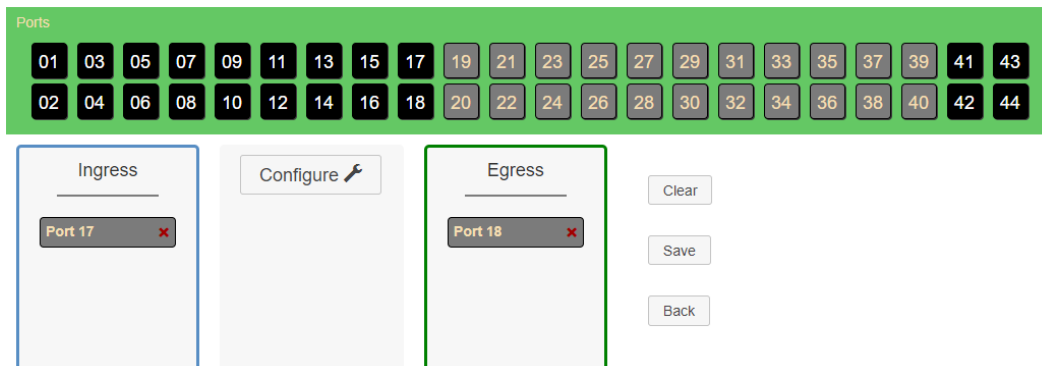 Ports
01 03 05 07 09 11 13 15 17 19 21 23 25 27 29 31 33 35 37 39 41 43
02 04 06 08 10 12 14 16 18 20 22 24 26 28 30 32 34 36 38 40 42 44
Ingress
Configure
Egress
Clear
Port 17
Port 18
Save
Back